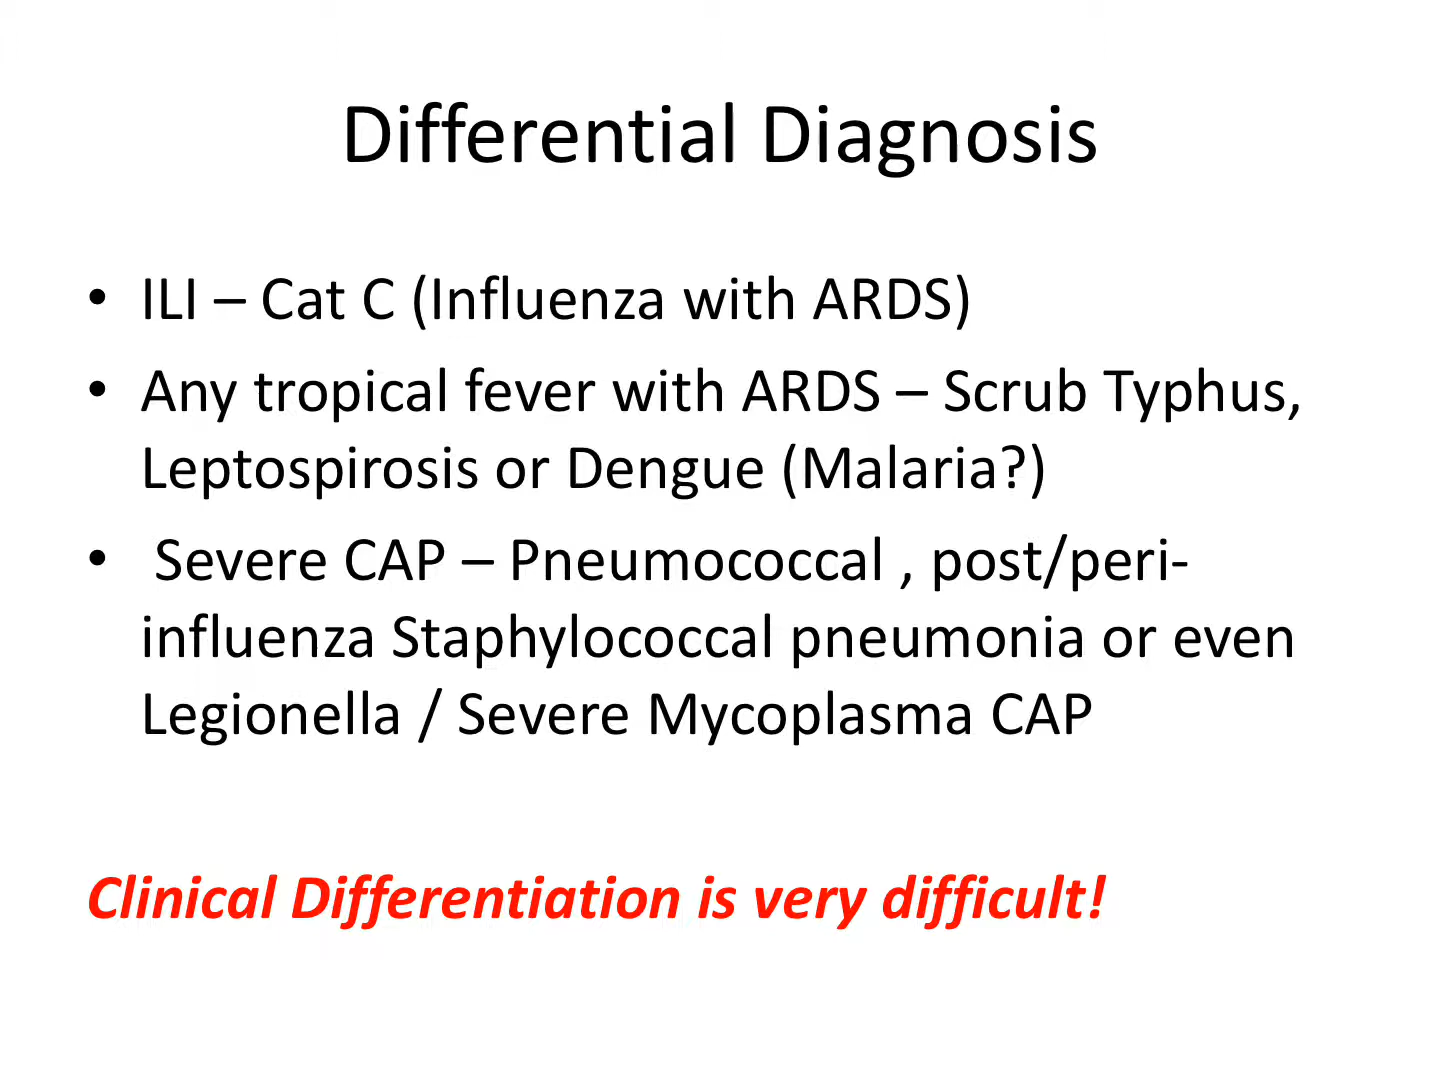 Differential Diagnosis
• ILI – Cat C (Influenza with ARDS)
• Any tropical fever with ARDS – Scrub Typhus,
Leptospirosis or Dengue (Malaria?)
• Severe CAP – Pneumococcal , post/peri-
influenza Staphylococcal pneumonia or even
Legionella / Severe Mycoplasma CAP
Clinical Differentiation is very difficult!